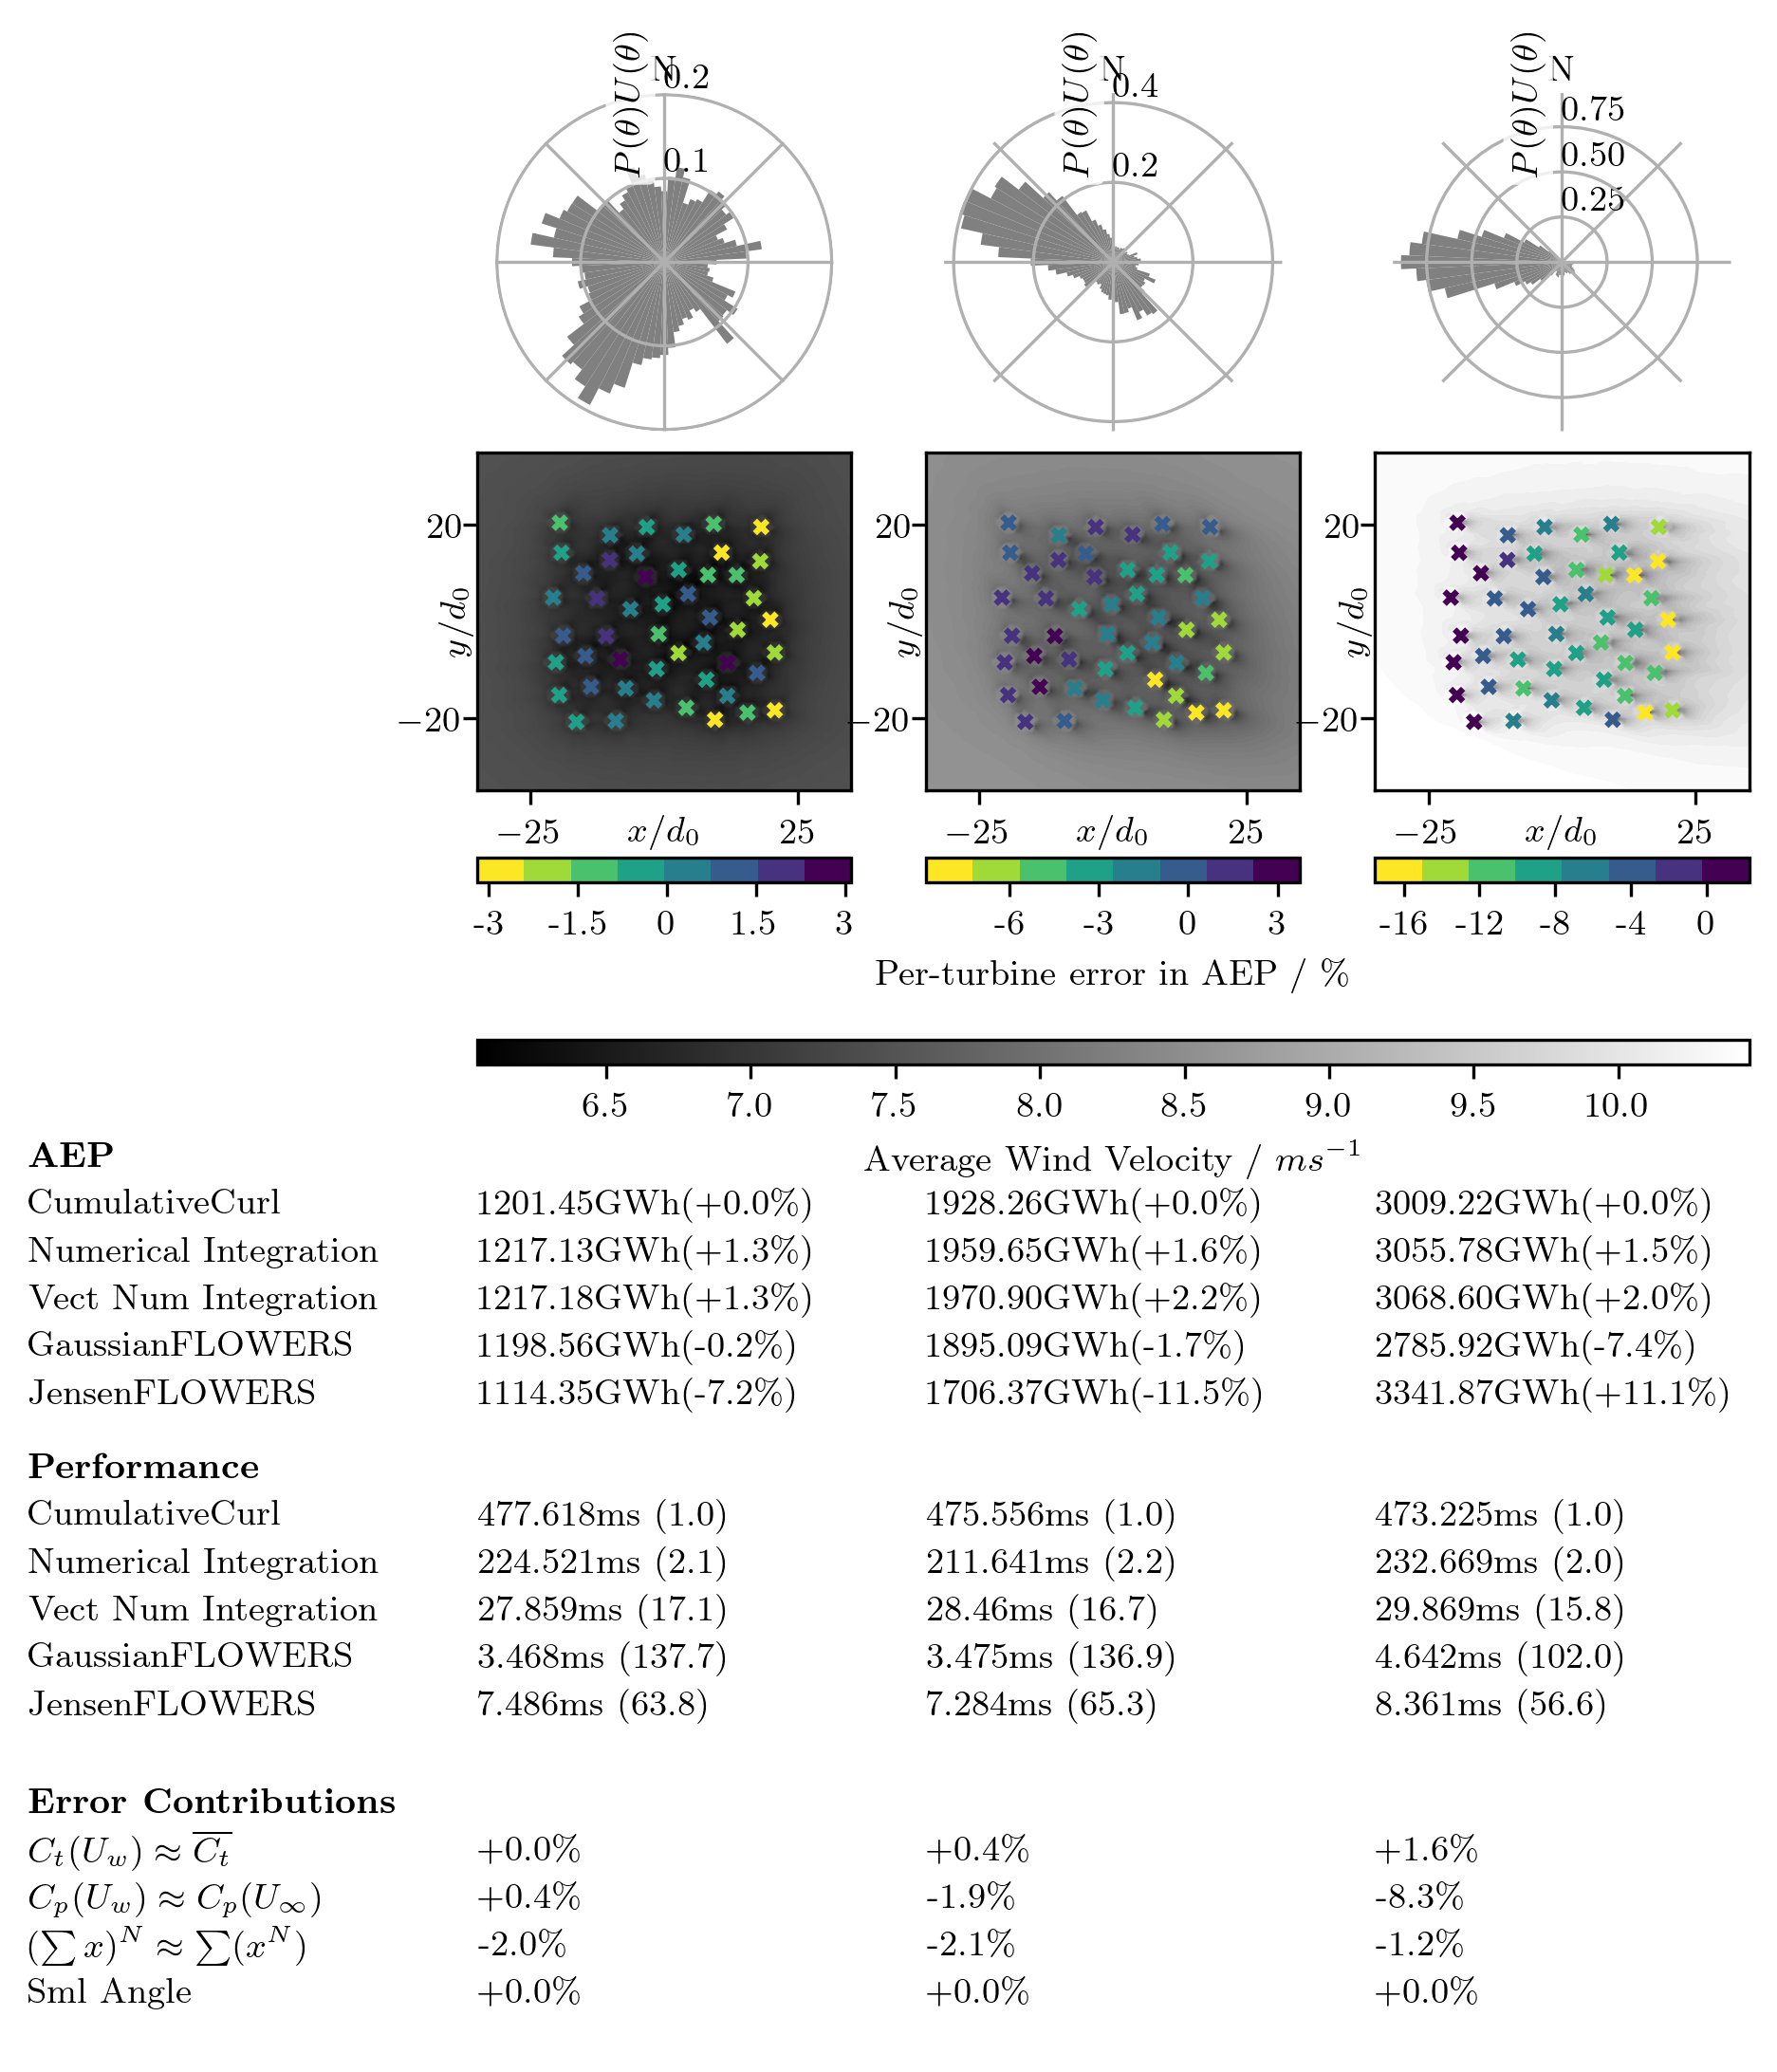 N N N
P(θ)U(θ) P(θ)U(θ) P(θ)U(θ)
0.2 0.4 0.75
0.1 0.2 0.50
0.25
20 20 20
y/d₀ y/d₀ y/d₀
−20 −20 −20
−25 x/d₀ 25 −25 x/d₀ 25 −25 x/d₀ 25
-3 -1.5 0 1.5 3 -6 -3 0 3 -16 -12 -8 -4 0
Per-turbine error in AEP / %
6.5 7.0 7.5 8.0 8.5 9.0 9.5 10.0
Average Wind Velocity / ms⁻¹
AEP
CumulativeCurl 1201.45GWh(+0.0%) 1928.26GWh(+0.0%) 3009.22GWh(+0.0%)
Numerical Integration 1217.13GWh(+1.3%) 1959.65GWh(+1.6%) 3055.78GWh(+1.5%)
Vect Num Integration 1217.18GWh(+1.3%) 1970.90GWh(+2.2%) 3068.60GWh(+2.0%)
GaussianFLOWERS 1198.56GWh(-0.2%) 1895.09GWh(-1.7%) 2785.92GWh(-7.4%)
JensenFLOWERS 1114.35GWh(-7.2%) 1706.37GWh(-11.5%) 3341.87GWh(+11.1%)
Performance
CumulativeCurl 477.618ms (1.0) 475.556ms (1.0) 473.225ms (1.0)
Numerical Integration 224.521ms (2.1) 211.641ms (2.2) 232.669ms (2.0)
Vect Num Integration 27.859ms (17.1) 28.46ms (16.7) 29.869ms (15.8)
GaussianFLOWERS 3.468ms (137.7) 3.475ms (136.9) 4.642ms (102.0)
JensenFLOWERS 7.486ms (63.8) 7.284ms (65.3) 8.361ms (56.6)
Error Contributions
C_t(U_w) ≈ \overline{C_t} +0.0% +0.4% +1.6%
C_p(U_w) ≈ C_p(U_∞) +0.4% -1.9% -8.3%
(∑ x)^N ≈ ∑(x^N) -2.0% -2.1% -1.2%
Sml Angle +0.0% +0.0% +0.0%